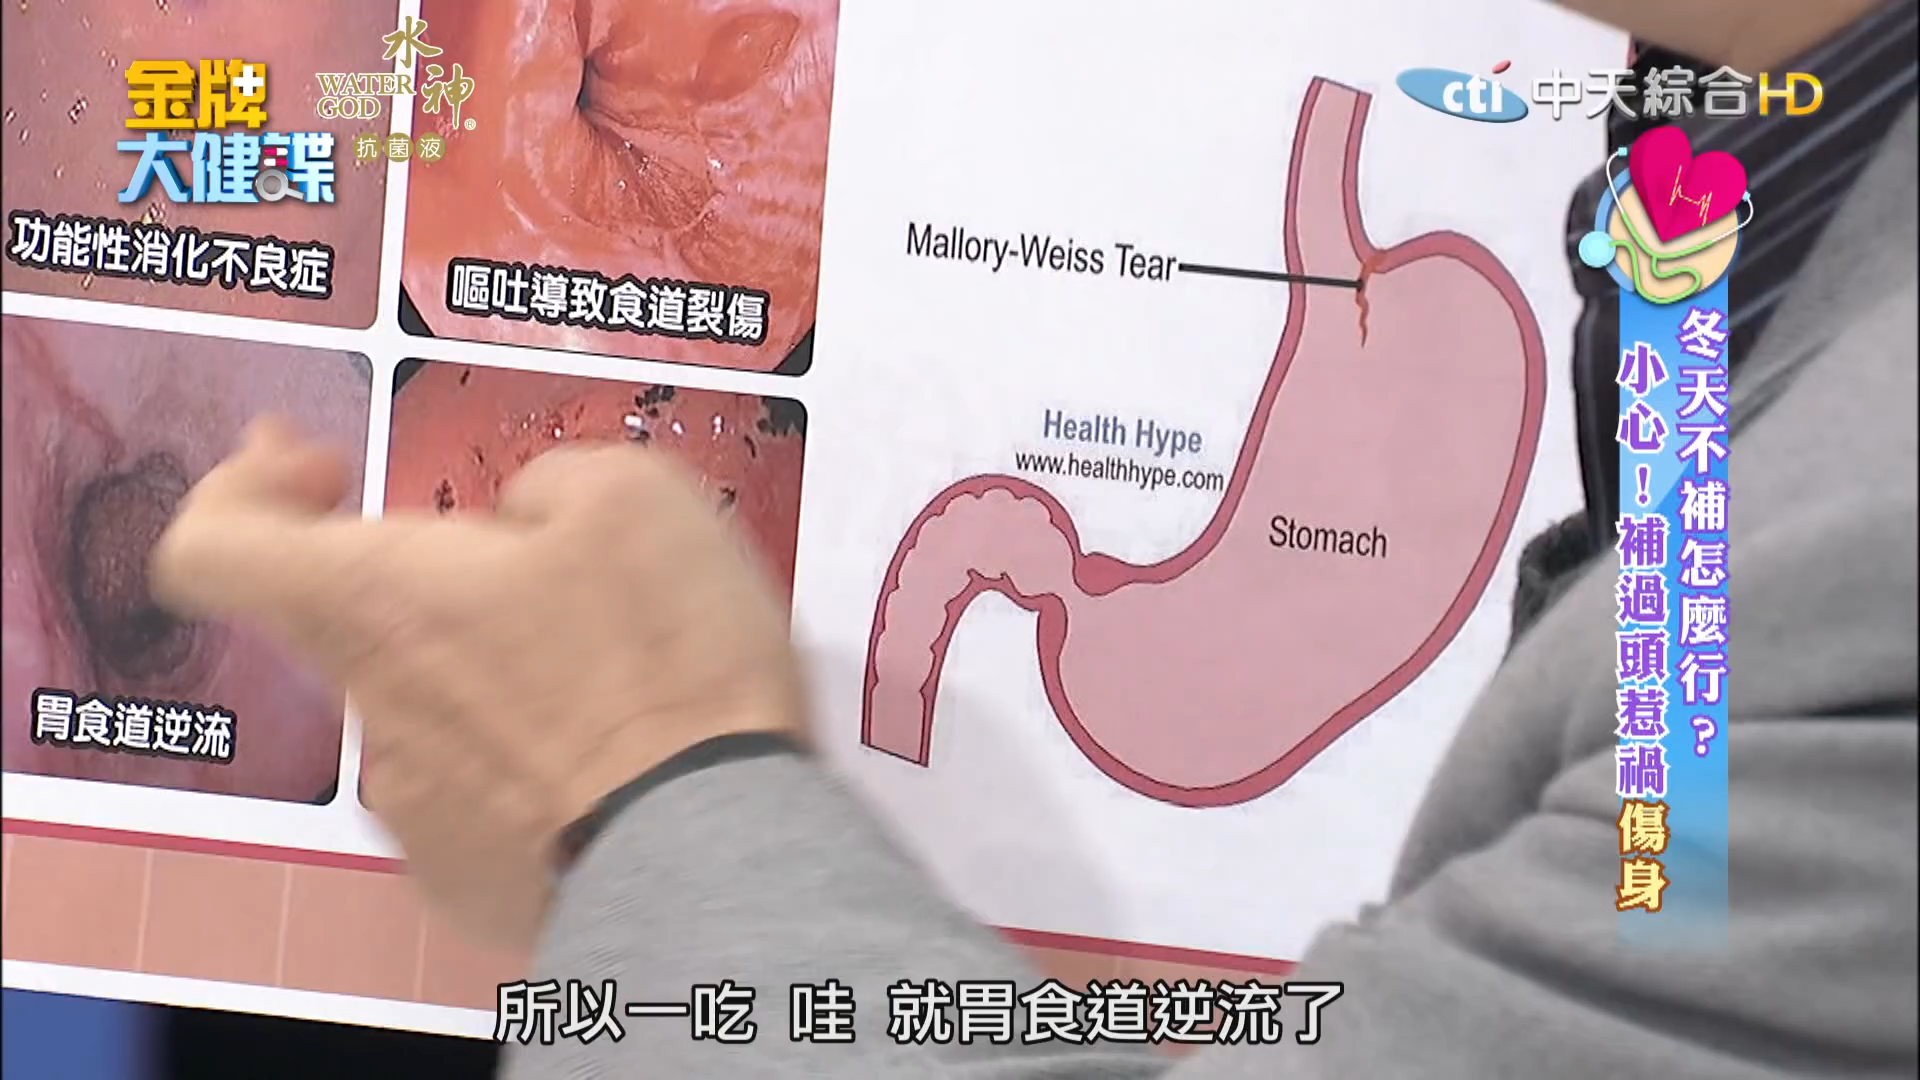 金牌
大健諜
水神
WATER GOD
®
抗菌液
cti 中天綜合HD
功能性消化不良症
嘔吐導致食道裂傷
胃食道逆流
Mallory-Weiss Tear
Health Hype
www.healthhype.com
Stomach
冬天不補怎麼行？
小心！補過頭惹禍傷身
所以一吃 哇 就胃食道逆流了